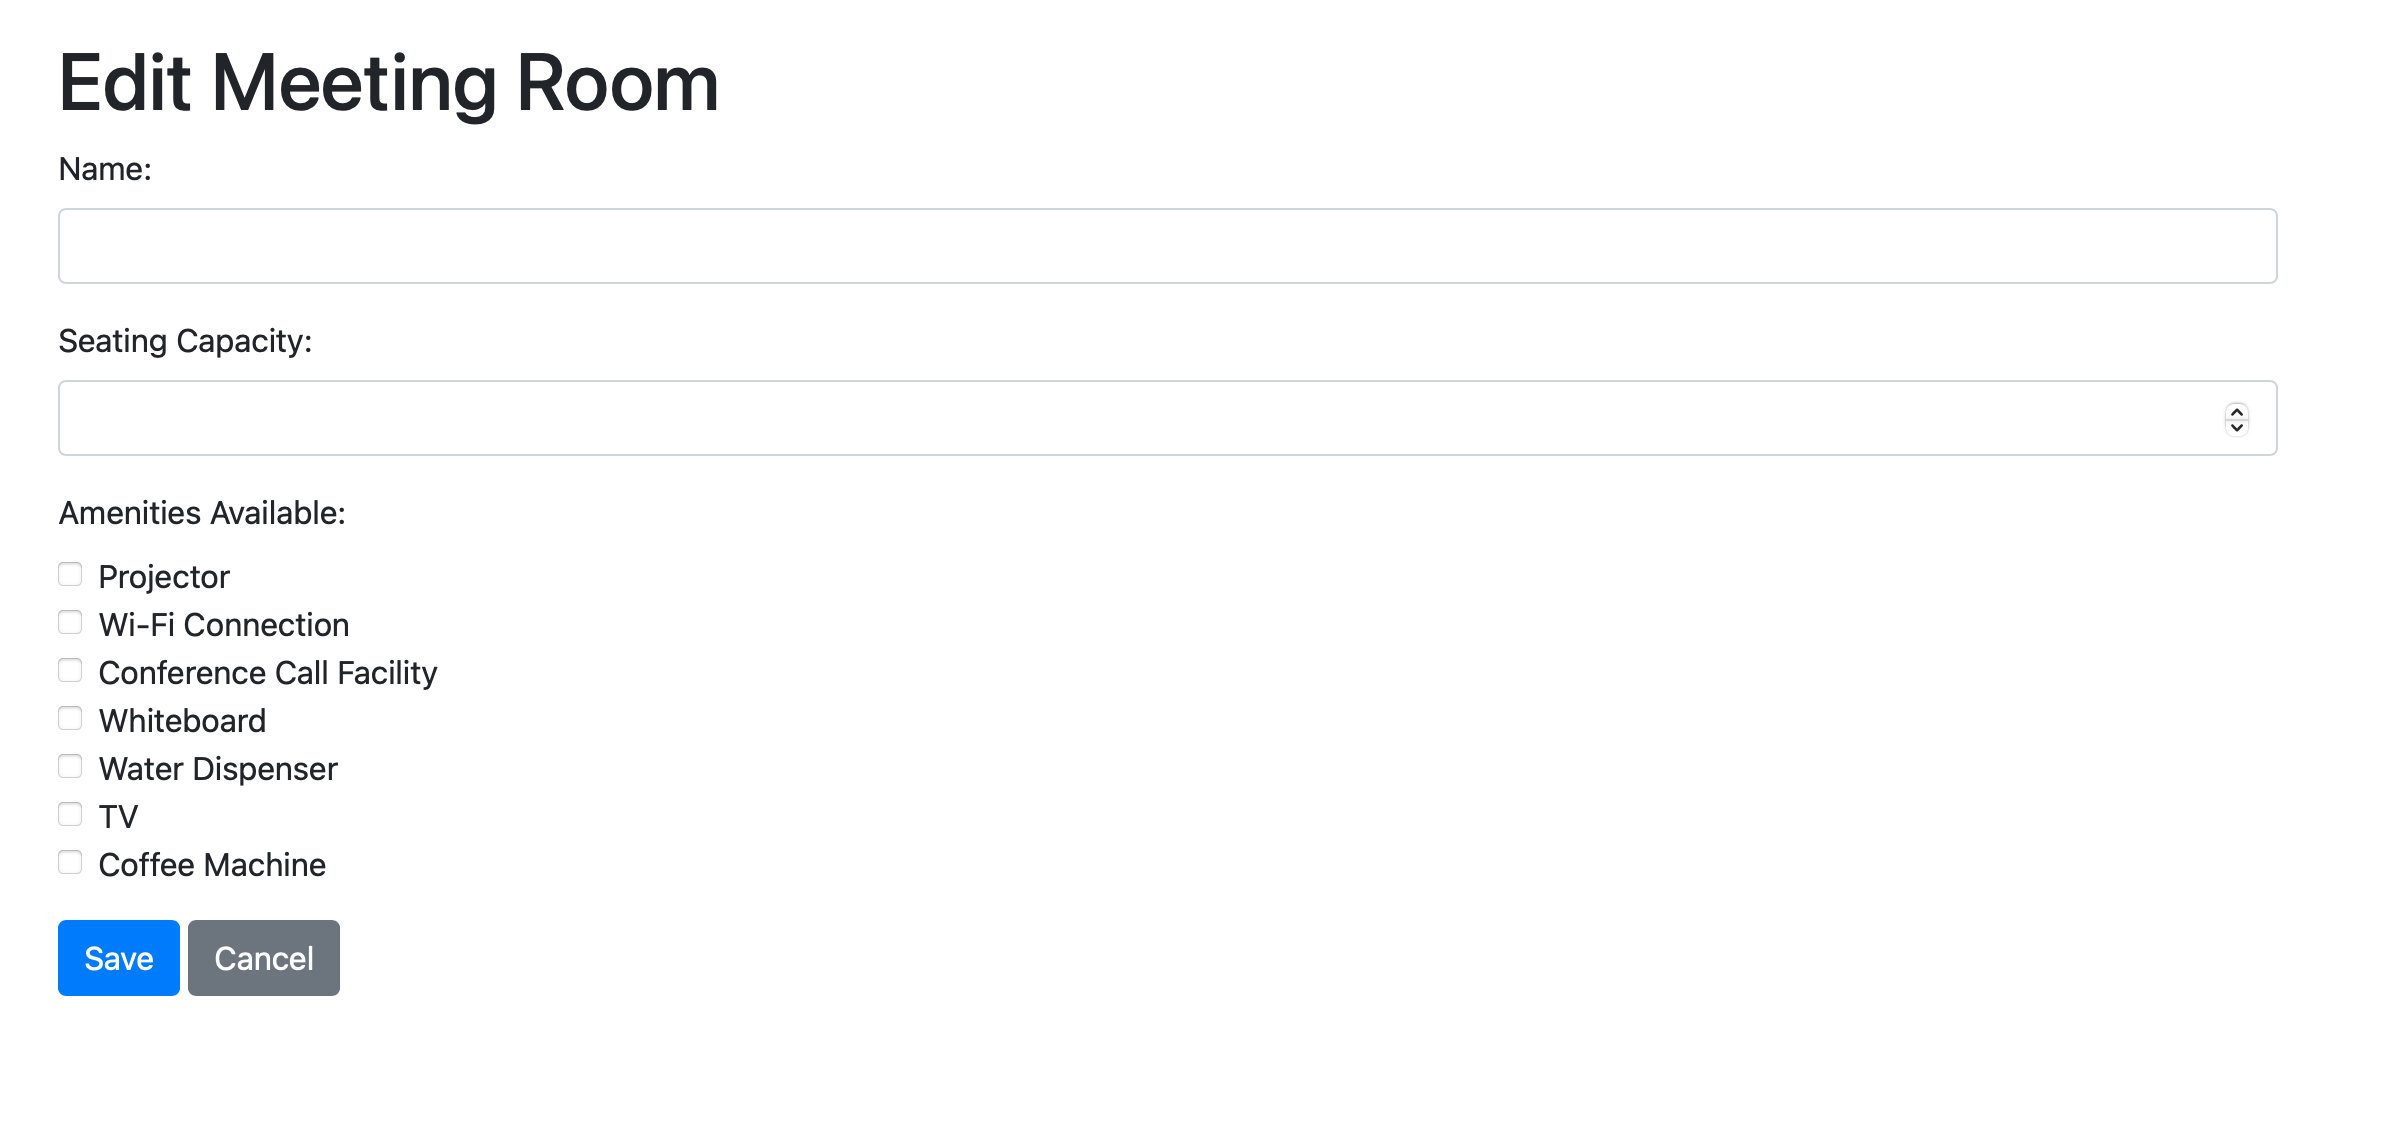 Edit Meeting Room
Name:
Seating Capacity:
Amenities Available:
Projector
Wi-Fi Connection
Conference Call Facility
Whiteboard
Water Dispenser
TV
Coffee Machine
Save Cancel